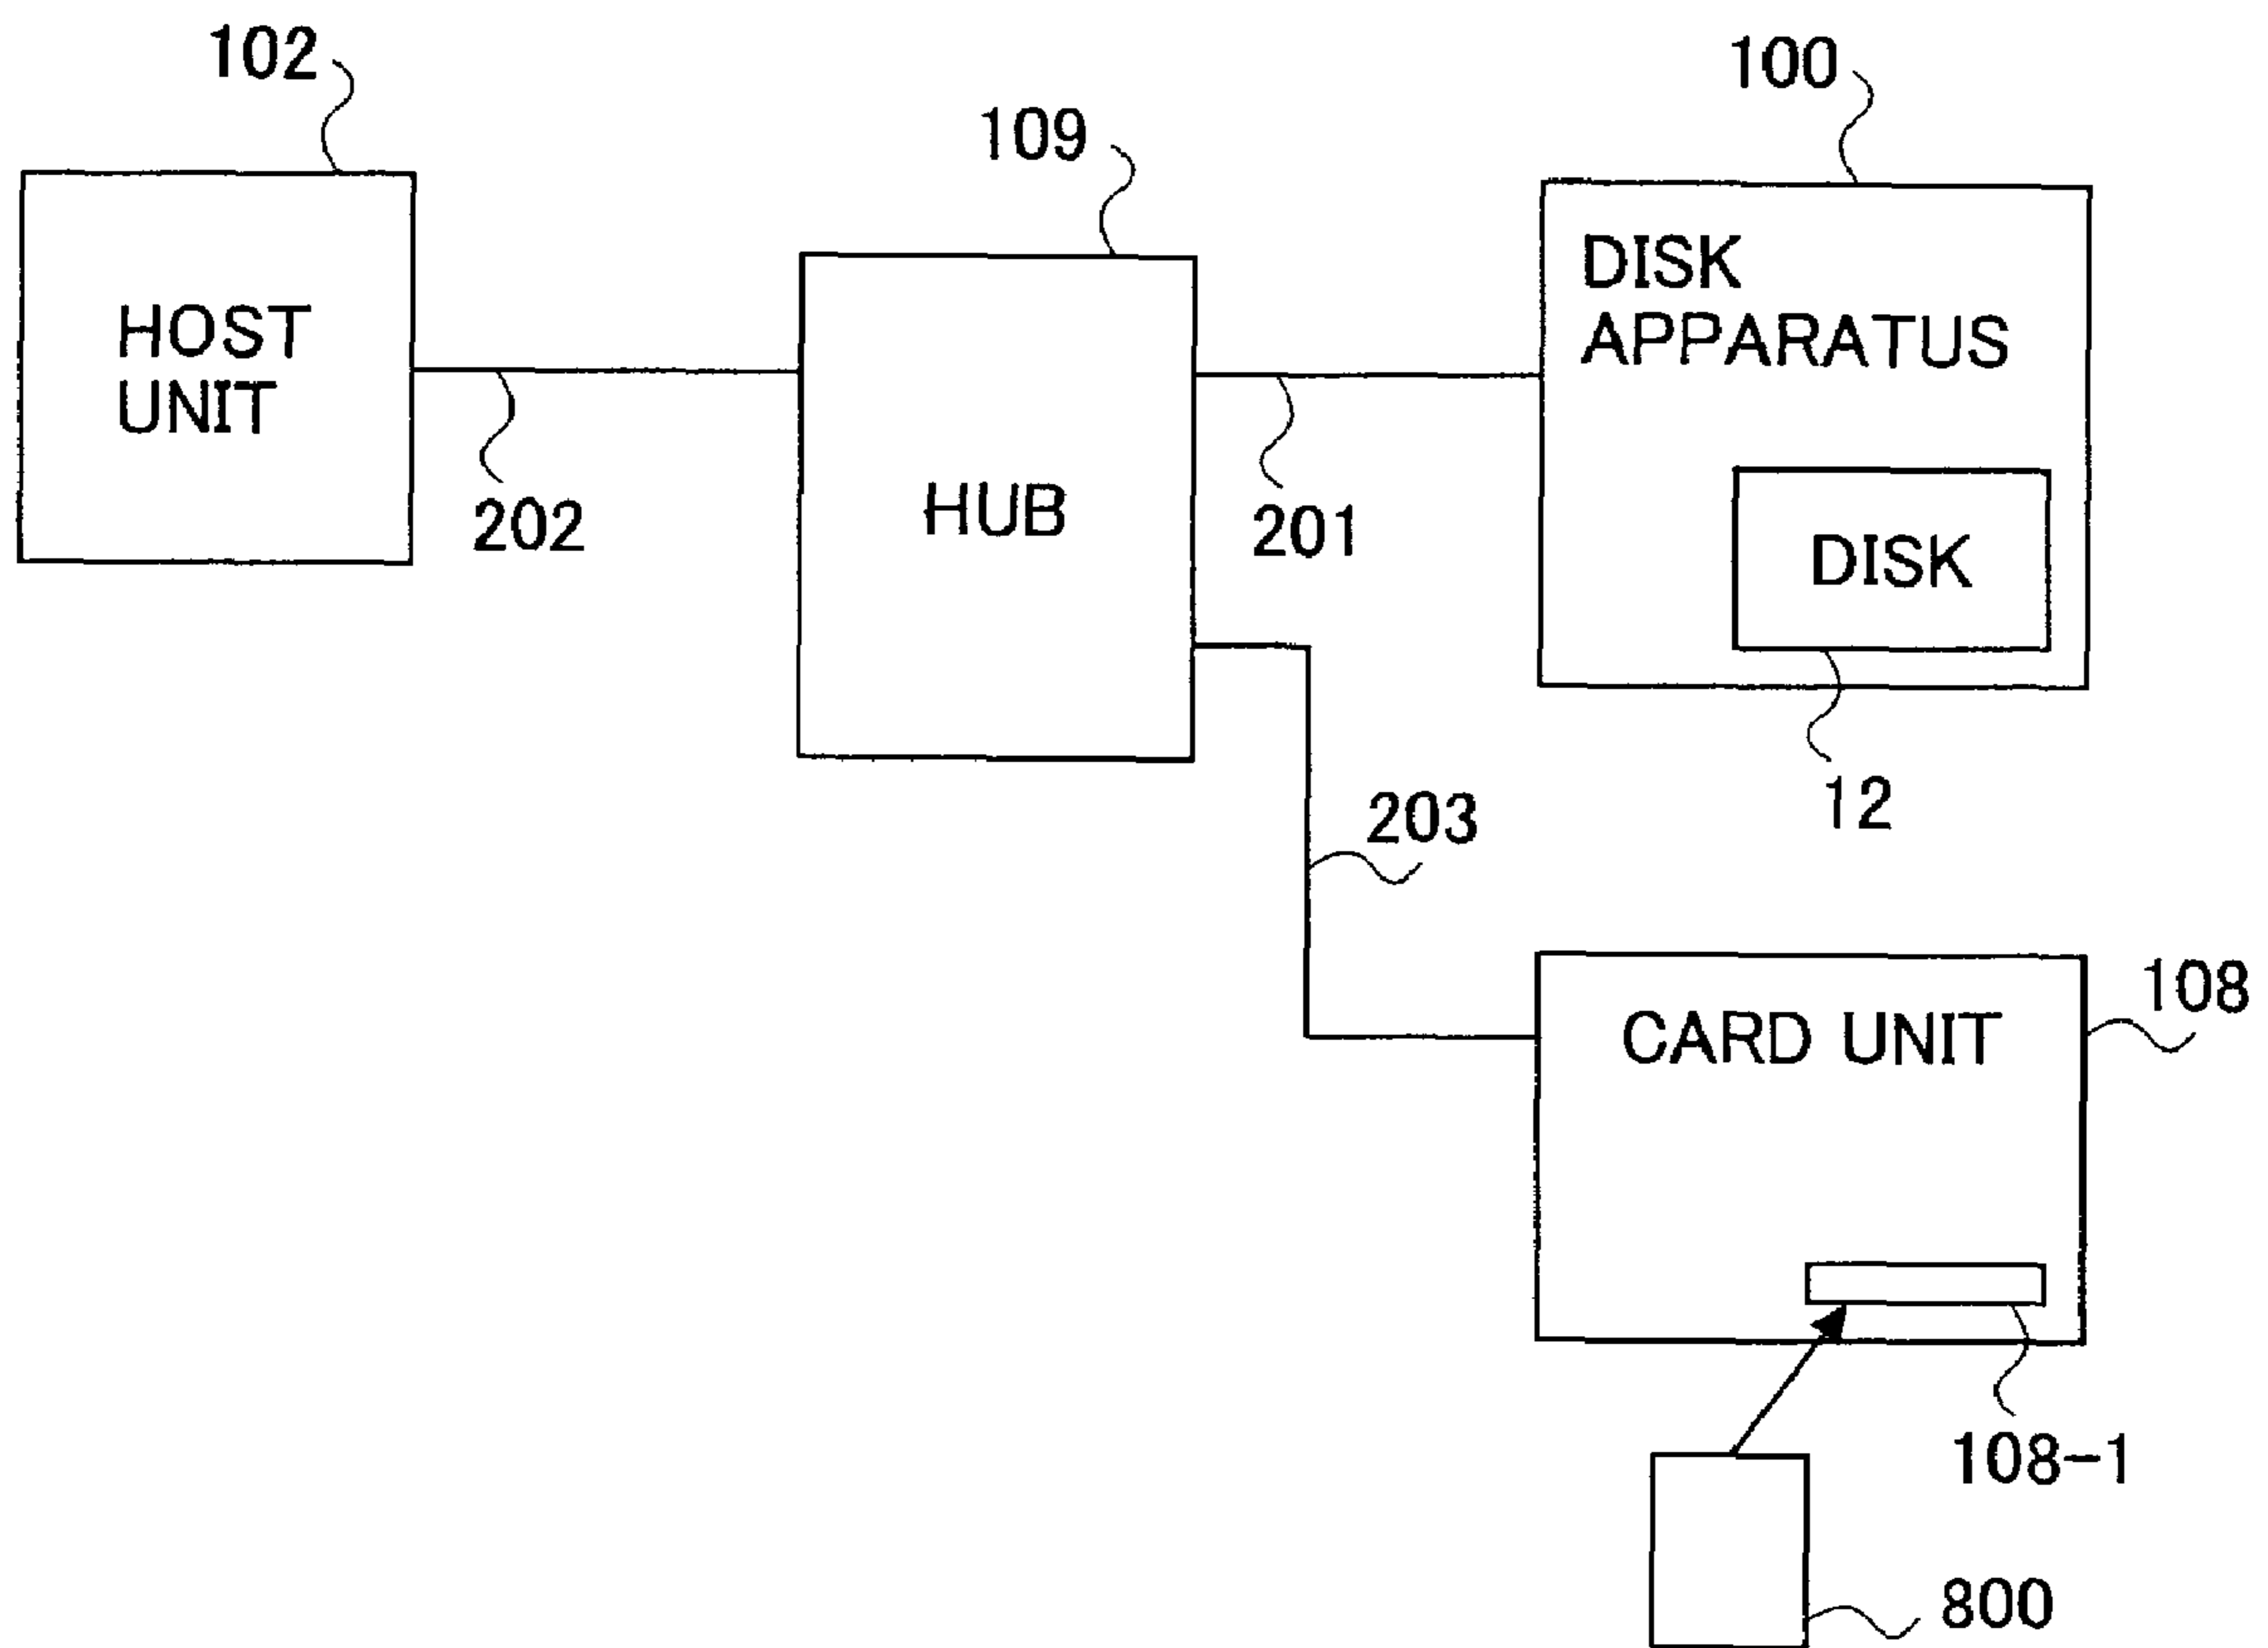 102
100
109
HOST
UNIT
HUB
DISK
APPARATUS
DISK
202
201
12
203
CARD UNIT
108
108-1
800